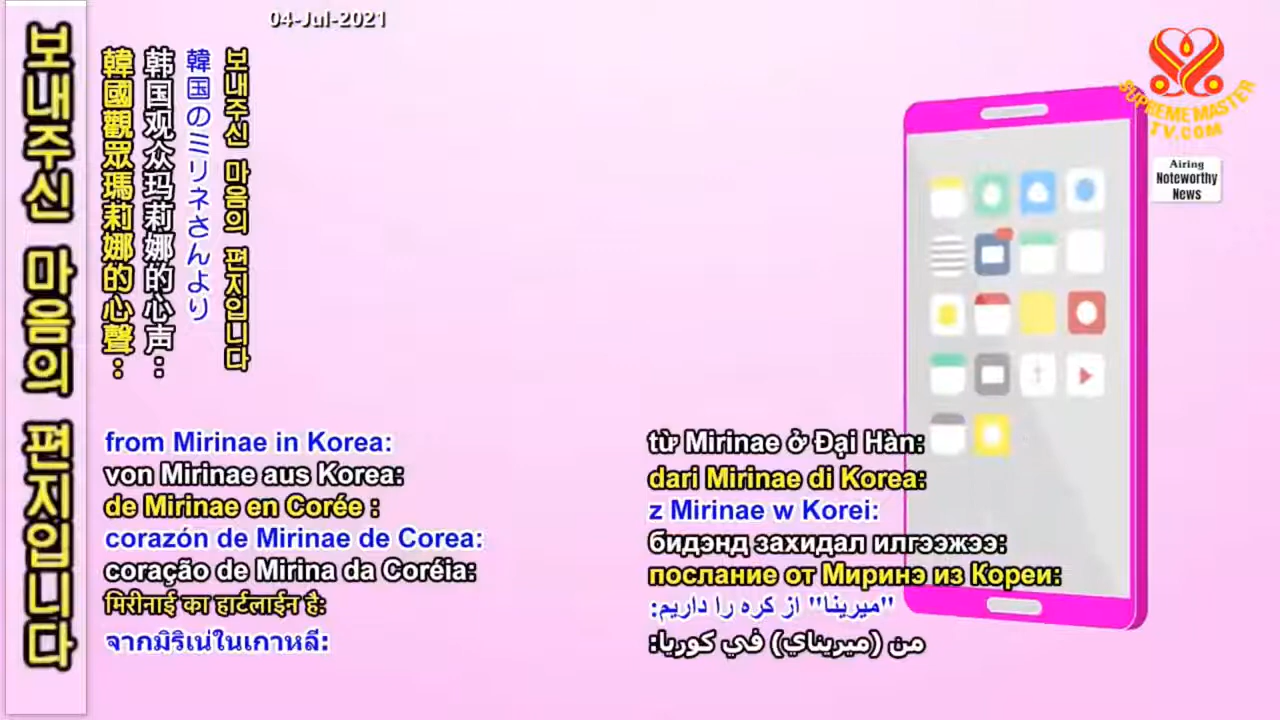 04-Jul-2021
보내주신 마음의 편지입니다
韓國觀眾瑪莉娜的心聲：
韩国观众玛莉娜的心声：
韓国のミリネさんより
보내주신 마음의 편지입니다
from Mirinae in Korea:
von Mirinae aus Korea:
de Mirinae en Corée :
corazón de Mirinae de Corea:
coração de Mirina da Coréia:
मिरीनाई का हार्टलाईन है:
จากมิริเน่ในเกาหลี:
từ Mirinae ở Đại Hàn:
dari Mirinae di Korea:
z Mirinae w Korei:
бидэнд захидал илгээжээ:
послание от Миринэ из Кореи:
"میرینا" از کره را داریم:
من (ميريناي) في كوريا:
SUPREME MASTER
TV.COM
Airing
Noteworthy
News